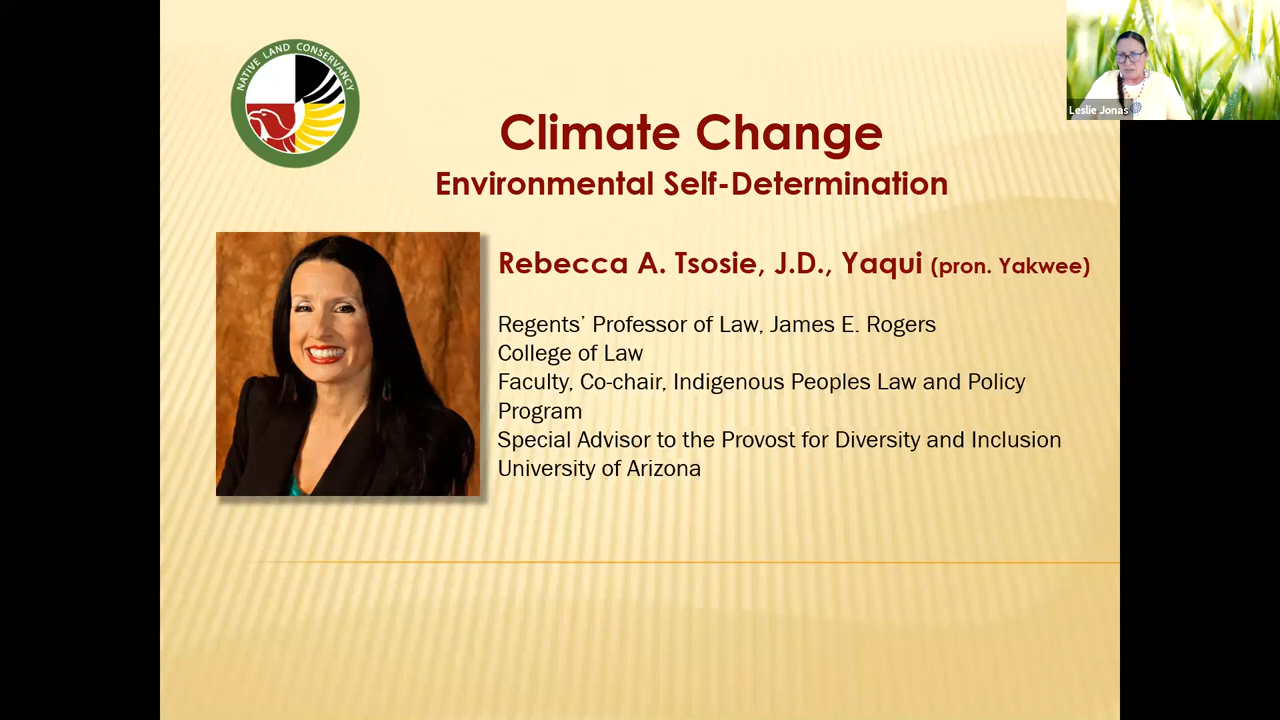 NATIVE LAND CONSERVANCY
Leslie Jonas
Climate Change
Environmental Self-Determination
Rebecca A. Tsosie, J.D., Yaqui (pron. Yakwee)
Regents’ Professor of Law, James E. Rogers
College of Law
Faculty, Co-chair, Indigenous Peoples Law and Policy
Program
Special Advisor to the Provost for Diversity and Inclusion
University of Arizona